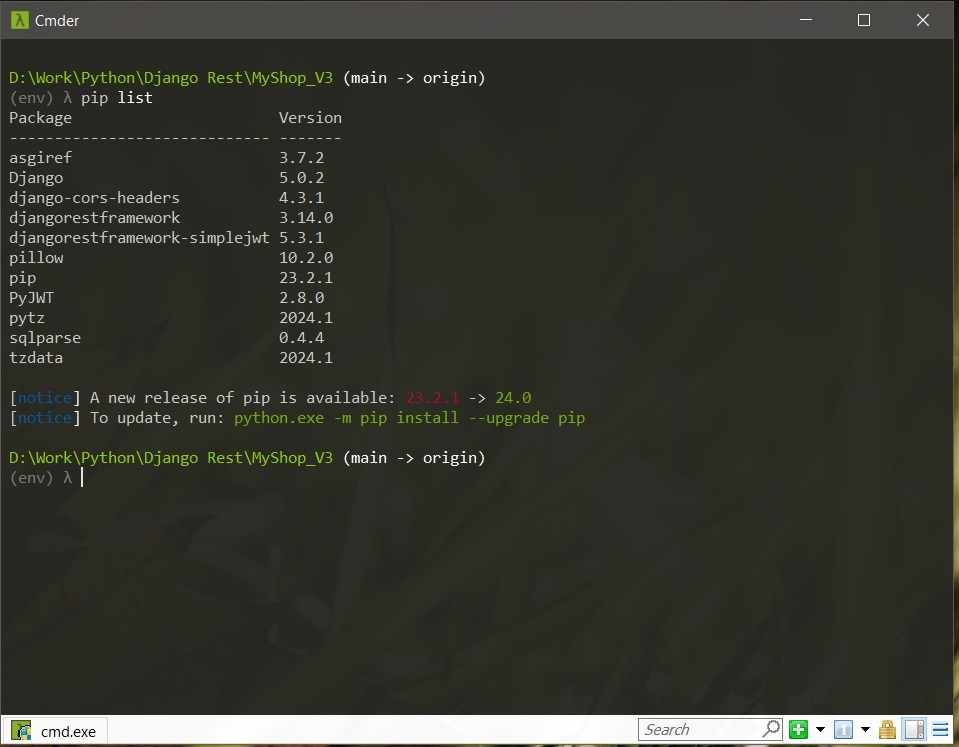 Cmder
D:\Work\Python\Django Rest\MyShop_V3 (main -> origin)
(env) λ pip list
Package                     Version
--------------------------- -------
asgiref                     3.7.2
Django                      5.0.2
django-cors-headers         4.3.1
djangorestframework         3.14.0
djangorestframework-simplejwt 5.3.1
pillow                      10.2.0
pip                         23.2.1
PyJWT                       2.8.0
pytz                        2024.1
sqlparse                    0.4.4
tzdata                      2024.1
[notice] A new release of pip is available: 23.2.1 -> 24.0
[notice] To update, run: python.exe -m pip install --upgrade pip
D:\Work\Python\Django Rest\MyShop_V3 (main -> origin)
(env) λ
cmd.exe Search